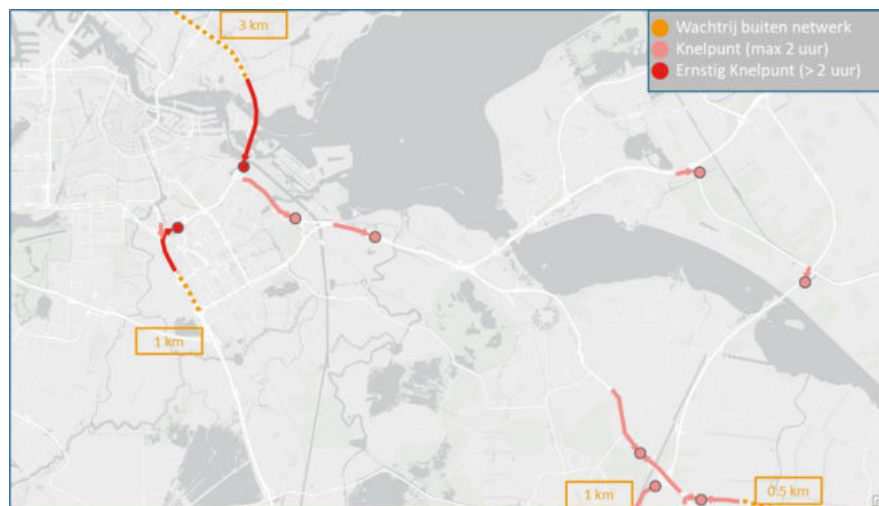 3 km
Wachtrij buiten netwerk
Knelpunt (max 2 uur)
Ernstig Knelpunt (> 2 uur)
1 km
1 km
0.5 km